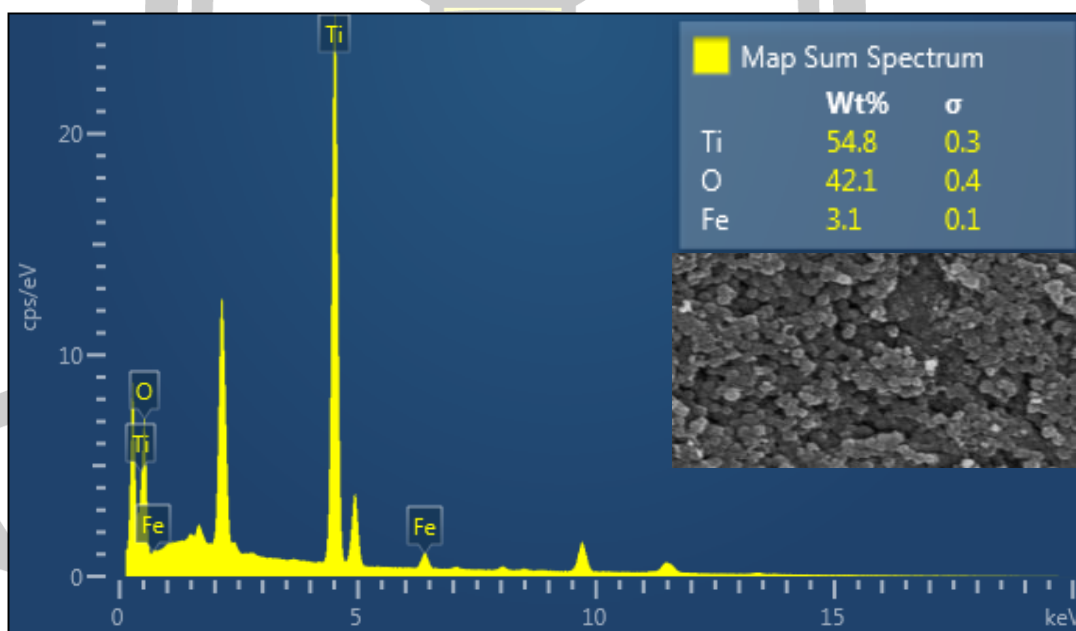 Ti
Map Sum Spectrum
Wt% σ
Ti 54.8 0.3
O 42.1 0.4
Fe 3.1 0.1
20
cps/eV
10
O
Ti
Fe
Fe
0
0 5 10 15 keV